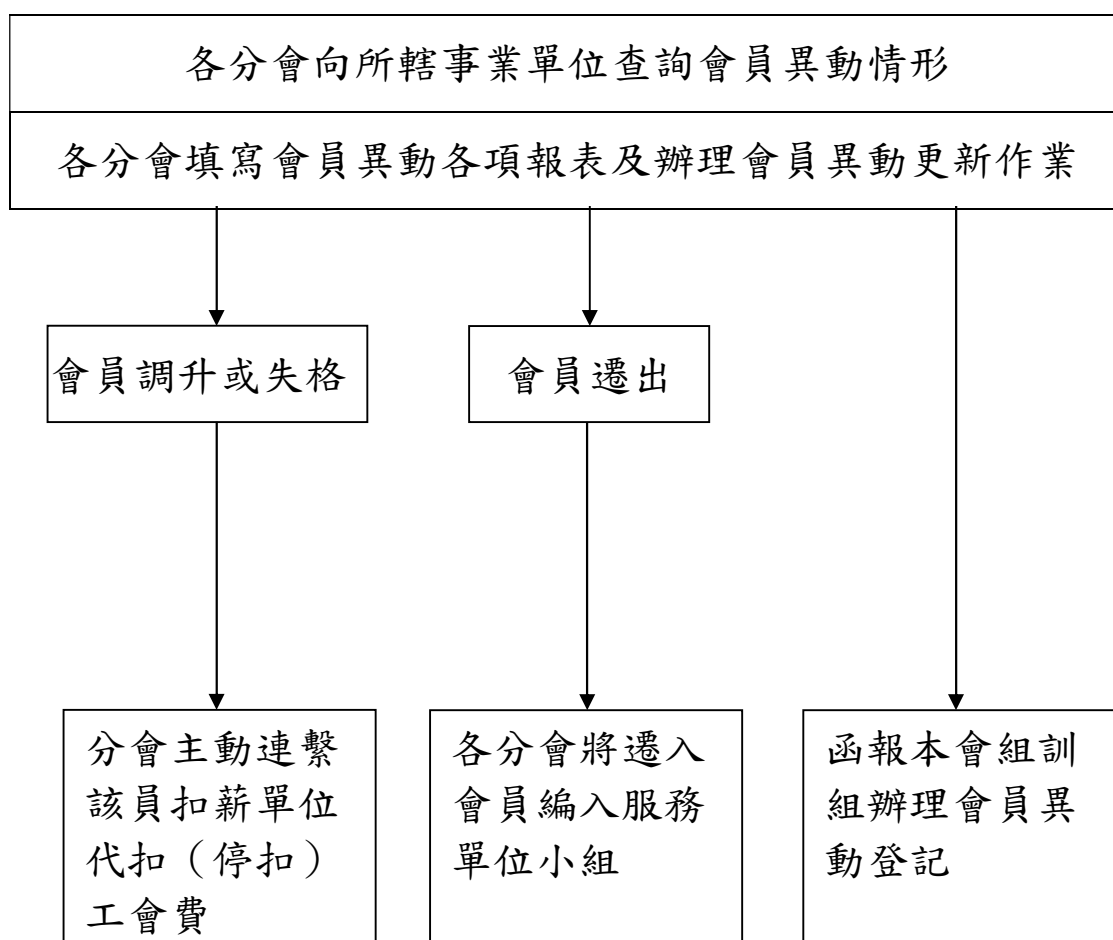 各分會向所轄事業單位查詢會員異動情形
各分會填寫會員異動各項報表及辦理會員異動更新作業
會員調升或失格
會員遷出
分會主動連繫
該員扣薪單位
代扣（停扣）
工會費
各分會將遷入
會員編入服務
單位小組
函報本會組訓
組辦理會員異
動登記